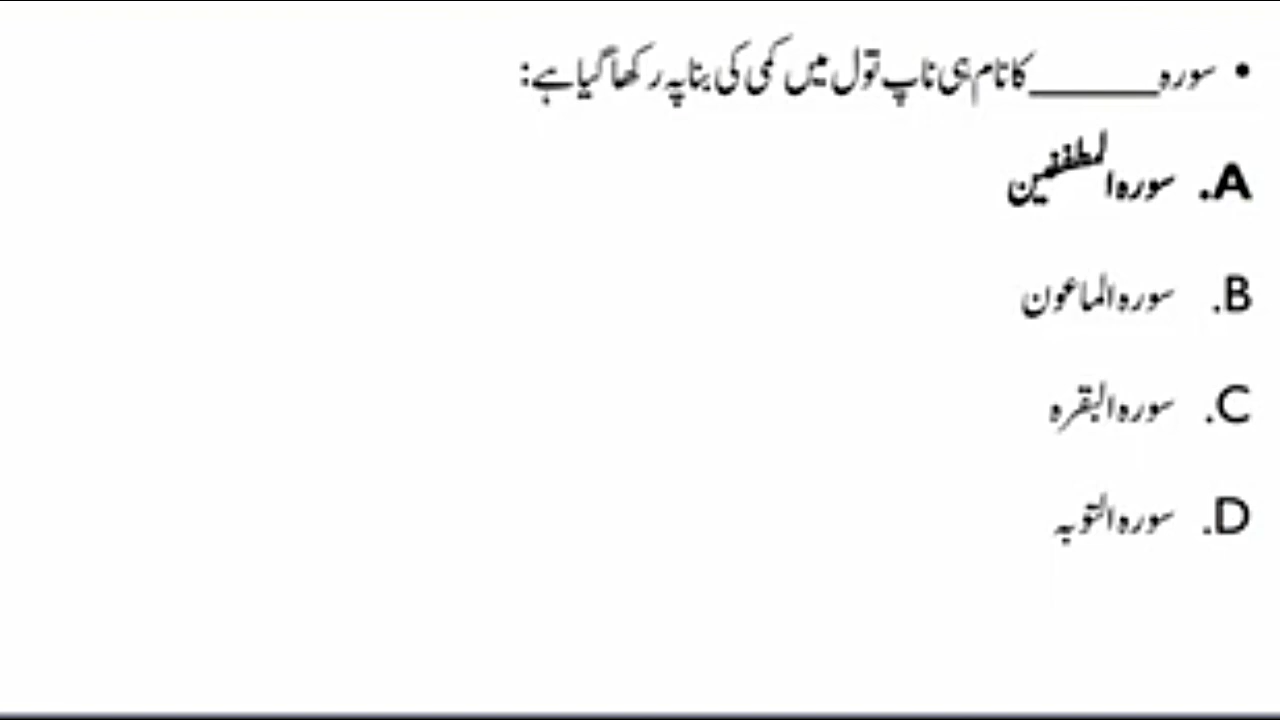 • سورہ ______ کا نام ہی ناپ تول میں کمی کی بنا پہ رکھا گیا ہے:
A. سورہ المطففین
B. سورہ الماعون
C. سورہ البقرہ
D. سورہ التوبہ